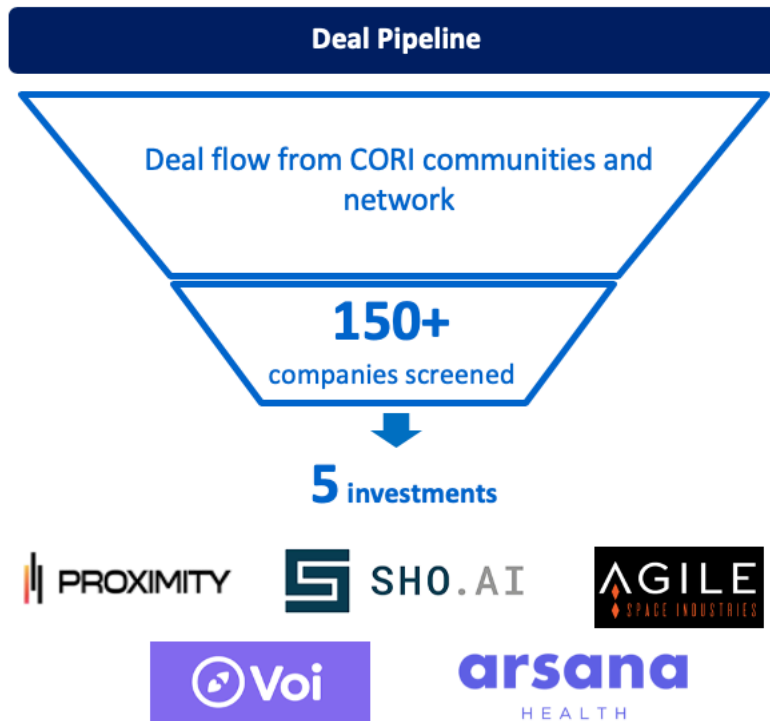 Deal Pipeline
Deal flow from CORI communities and
network
150+
companies screened
5 investments
PROXIMITY
SHO.AI
AGILE
SPACE INDUSTRIES
Voi
arsana
HEALTH